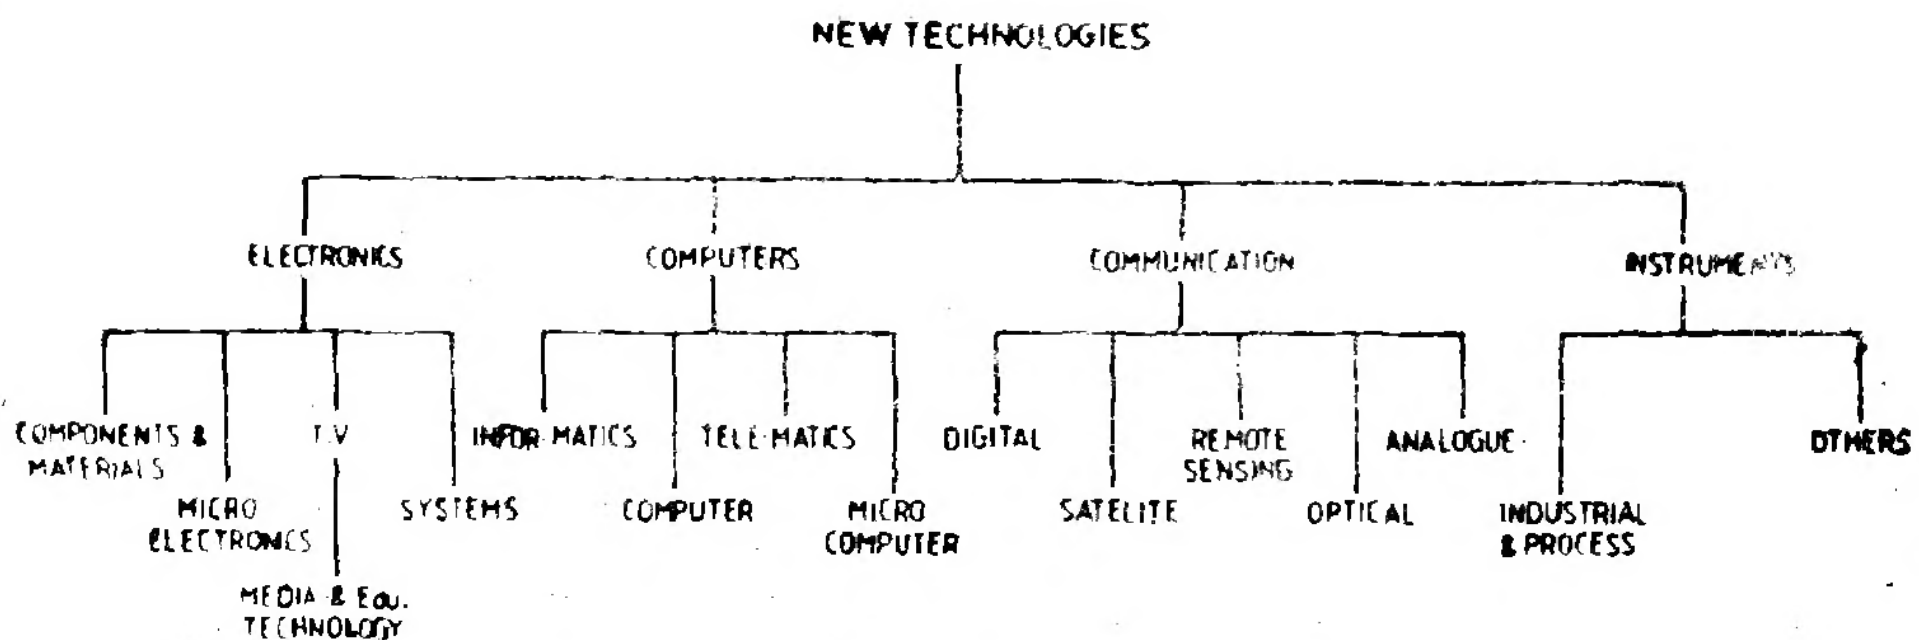 NEW TECHNOLOGIES
ELECTRONICS COMPUTERS COMMUNICATION INSTRUMENTS
COMPONENTS & T.V INFOR-MATICS TELE-MATICS DIGITAL REMOTE ANALOGUE OTHERS
MATERIALS SENSING
MICRO SYSTEMS COMPUTER MICRO SATELITE OPTICAL INDUSTRIAL
ELECTRONICS COMPUTER & PROCESS
MEDIA & EDU.
TECHNOLOGY